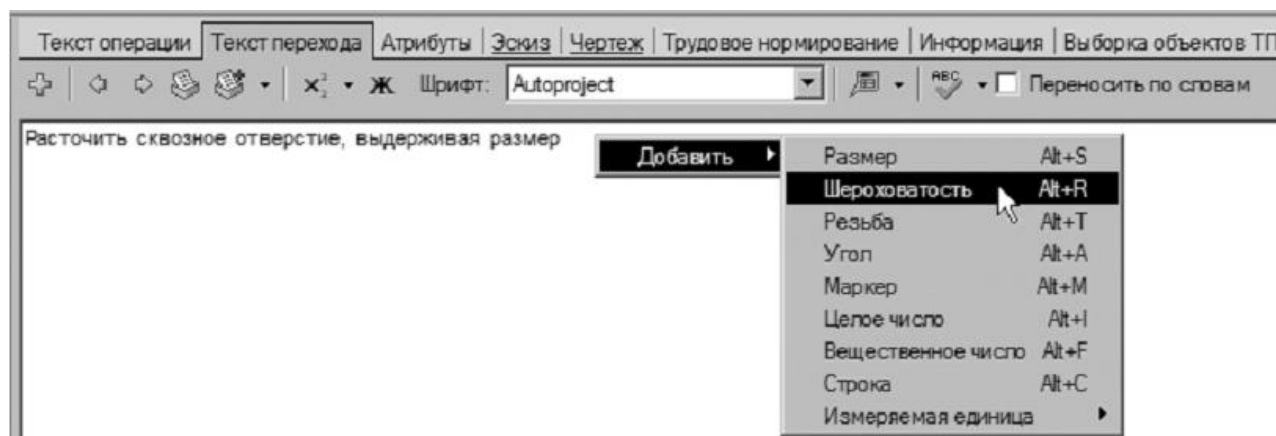 Текст операции Текст перехода Атрибуты Эскиз Чертеж Трудовое нормирование Информация Выборка объектов ТП
Ж Шрифт: Autoproject ABC Переносить по словам
Расточить сквозное отверстие, выдерживая размер
Добавить
Размер Alt+S
Шероховатость Alt+R
Резьба Alt+T
Угол Alt+A
Маркер Alt+M
Целое число Alt+I
Вещественное число Alt+F
Строка Alt+C
Измеряемая единица